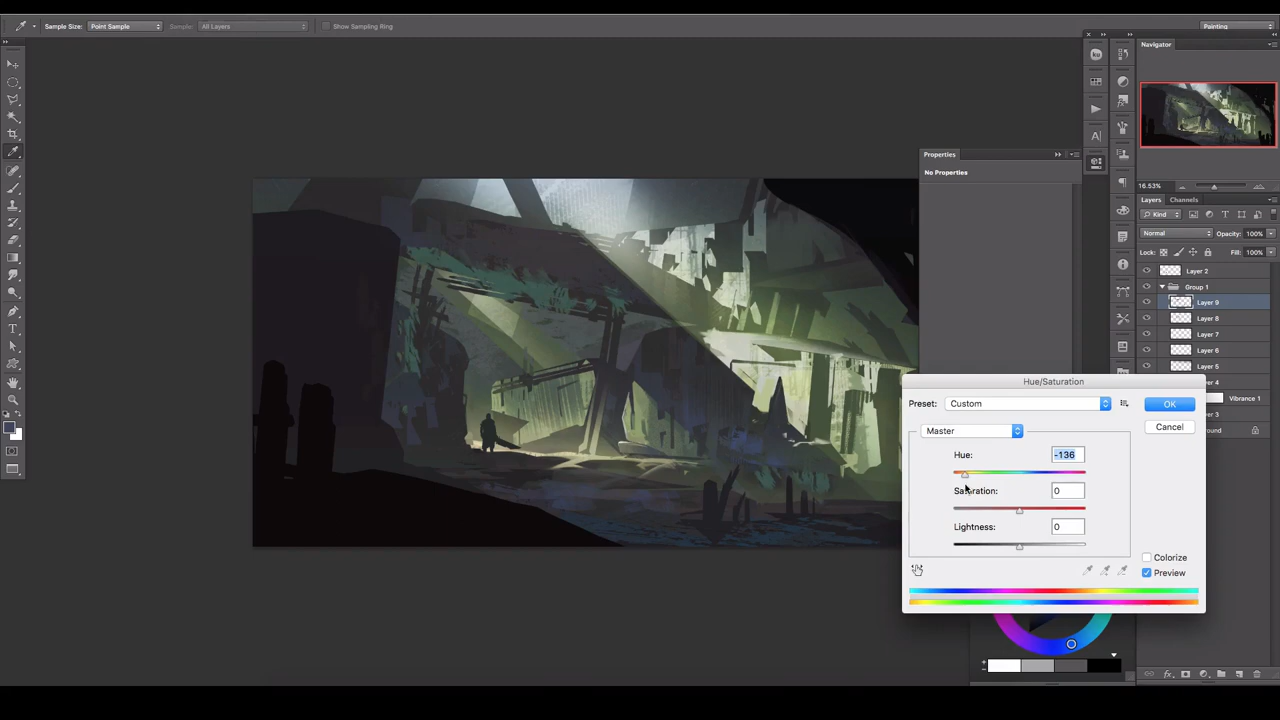 Sample Size: Point Sample Sample: All Layers Show Sampling Ring Painting
Navigator
Properties
No Properties
16.53%
Layers Channels
Kind
Normal Opacity: 100%
Lock: Fill: 100%
Layer 2
Group 1
Layer 9
Layer 8
Layer 7
Layer 6
Layer 5
Hue/Saturation
Preset: Custom OK
Master Cancel
Hue: -136
Saturation: 0
Lightness: 0
Colorize
Preview
Vibrance 1